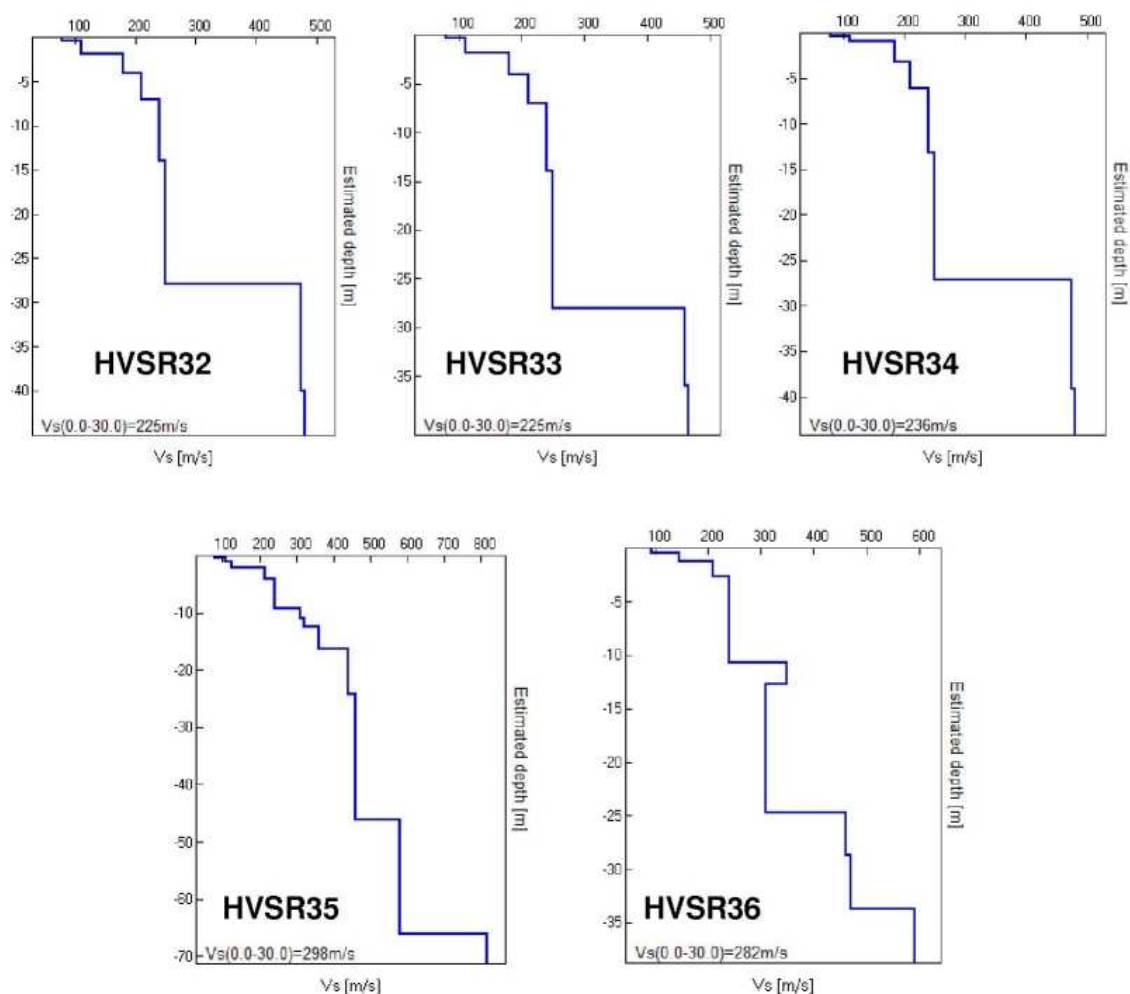 100 200 300 400 500
-5
-10
-15
-20
-25
-30
-35
-40
Estimated depth [m]
HVSR32
Vs(0.0-30.0)=225m/s
Vs [m/s]
100 200 300 400 500
-5
-10
-15
-20
-25
-30
-35
Estimated depth [m]
HVSR33
Vs(0.0-30.0)=225m/s
Vs [m/s]
100 200 300 400 500
-5
-10
-15
-20
-25
-30
-35
-40
Estimated depth [m]
HVSR34
Vs(0.0-30.0)=236m/s
Vs [m/s]
100 200 300 400 500 600 700 800
-10
-20
-30
-40
-50
-60
-70
Estimated depth [m]
HVSR35
Vs(0.0-30.0)=298m/s
Vs [m/s]
100 200 300 400 500 600
-5
-10
-15
-20
-25
-30
-35
Estimated depth [m]
HVSR36
Vs(0.0-30.0)=282m/s
Vs [m/s]